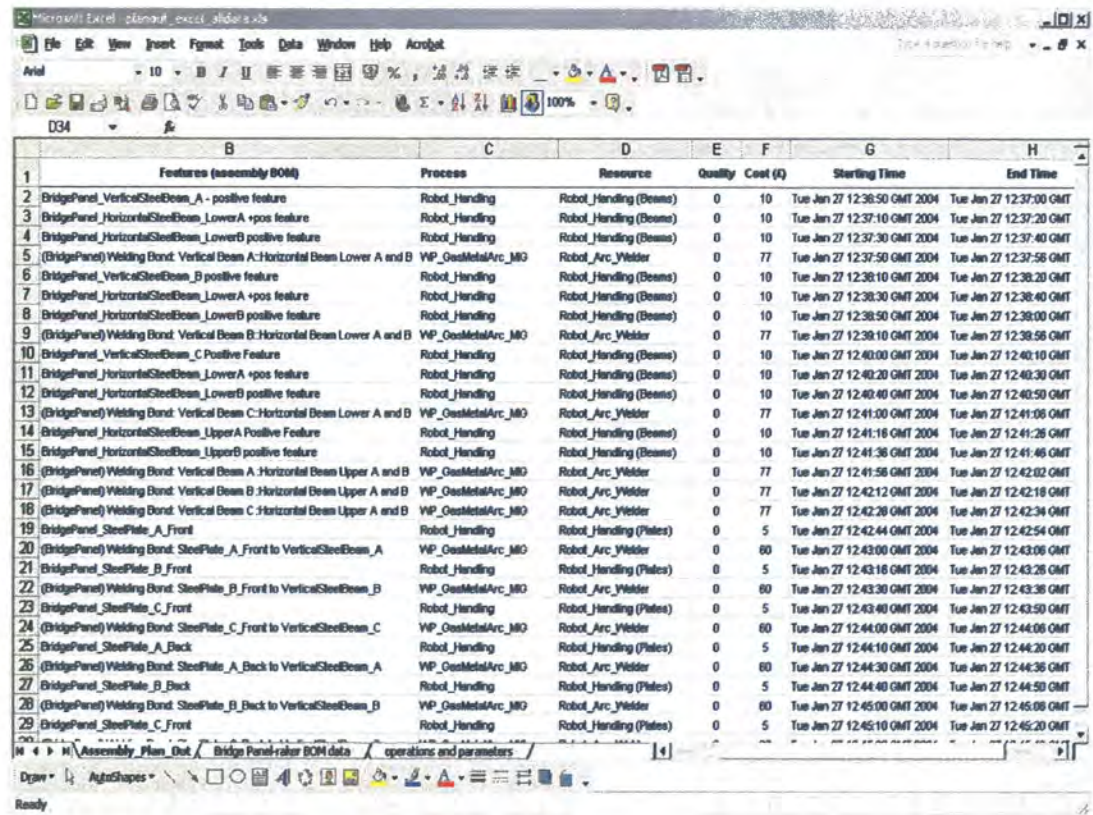 Microsoft Excel - planout_excel_slidora.xls
File Edit View Insert Format Tools Data Window Help Acrobat
Arial 10 B I U % ,
100%
D34 fx
B C D E F G H
1 Features (assembly BOM) Process Resource Quality Cost (£) Starting Time End Time
2 BridgePanel_VerticalSteelBeam_A - positive feature Robot_Handling Robot_Handling (Beams) 0 10 Tue Jan 27 12:36:50 GMT 2004 Tue Jan 27 12:37:00 GMT
3 BridgePanel_HorizontalSteelBeam_LowerA +pos feature Robot_Handling Robot_Handling (Beams) 0 10 Tue Jan 27 12:37:10 GMT 2004 Tue Jan 27 12:37:20 GMT
4 BridgePanel_HorizontalSteelBeam_LowerB positive feature Robot_Handling Robot_Handling (Beams) 0 10 Tue Jan 27 12:37:30 GMT 2004 Tue Jan 27 12:37:40 GMT
5 (BridgePanel) Welding Bond: Vertical Beam A::Horizontal Beam Lower A and B WP_GasMetalArc_MIG Robot_Arc_Welder 0 77 Tue Jan 27 12:37:50 GMT 2004 Tue Jan 27 12:37:56 GMT
6 BridgePanel_VerticalSteelBeam_B positive feature Robot_Handling Robot_Handling (Beams) 0 10 Tue Jan 27 12:38:10 GMT 2004 Tue Jan 27 12:38:20 GMT
7 BridgePanel_HorizontalSteelBeam_LowerA +pos feature Robot_Handling Robot_Handling (Beams) 0 10 Tue Jan 27 12:38:30 GMT 2004 Tue Jan 27 12:38:40 GMT
8 BridgePanel_HorizontalSteelBeam_LowerB positive feature Robot_Handling Robot_Handling (Beams) 0 10 Tue Jan 27 12:38:50 GMT 2004 Tue Jan 27 12:39:00 GMT
9 (BridgePanel) Welding Bond: Vertical Beam B::Horizontal Beam Lower A and B WP_GasMetalArc_MIG Robot_Arc_Welder 0 77 Tue Jan 27 12:39:10 GMT 2004 Tue Jan 27 12:39:56 GMT
10 BridgePanel_VerticalSteelBeam_C Positive Feature Robot_Handling Robot_Handling (Beams) 0 10 Tue Jan 27 12:40:00 GMT 2004 Tue Jan 27 12:40:10 GMT
11 BridgePanel_HorizontalSteelBeam_LowerA +pos feature Robot_Handling Robot_Handling (Beams) 0 10 Tue Jan 27 12:40:20 GMT 2004 Tue Jan 27 12:40:30 GMT
12 BridgePanel_HorizontalSteelBeam_LowerB positive feature Robot_Handling Robot_Handling (Beams) 0 10 Tue Jan 27 12:40:40 GMT 2004 Tue Jan 27 12:40:50 GMT
13 (BridgePanel) Welding Bond: Vertical Beam C::Horizontal Beam Lower A and B WP_GasMetalArc_MIG Robot_Arc_Welder 0 77 Tue Jan 27 12:41:00 GMT 2004 Tue Jan 27 12:41:06 GMT
14 BridgePanel_HorizontalSteelBeam_UpperA Positive Feature Robot_Handling Robot_Handling (Beams) 0 10 Tue Jan 27 12:41:16 GMT 2004 Tue Jan 27 12:41:26 GMT
15 BridgePanel_HorizontalSteelBeam_UpperB positive feature Robot_Handling Robot_Handling (Beams) 0 10 Tue Jan 27 12:41:36 GMT 2004 Tue Jan 27 12:41:46 GMT
16 (BridgePanel) Welding Bond: Vertical Beam A :Horizontal Beam Upper A and B WP_GasMetalArc_MIG Robot_Arc_Welder 0 77 Tue Jan 27 12:41:56 GMT 2004 Tue Jan 27 12:42:02 GMT
17 (BridgePanel) Welding Bond: Vertical Beam B :Horizontal Beam Upper A and B WP_GasMetalArc_MIG Robot_Arc_Welder 0 77 Tue Jan 27 12:42:12 GMT 2004 Tue Jan 27 12:42:18 GMT
18 (BridgePanel) Welding Bond: Vertical Beam C :Horizontal Beam Upper A and B WP_GasMetalArc_MIG Robot_Arc_Welder 0 77 Tue Jan 27 12:42:28 GMT 2004 Tue Jan 27 12:42:34 GMT
19 BridgePanel_SteelPlate_A_Front Robot_Handling Robot_Handling (Plates) 0 5 Tue Jan 27 12:42:44 GMT 2004 Tue Jan 27 12:42:54 GMT
20 (BridgePanel) Welding Bond: SteelPlate_A_Front to VerticalSteelBeam_A WP_GasMetalArc_MIG Robot_Arc_Welder 0 60 Tue Jan 27 12:43:00 GMT 2004 Tue Jan 27 12:43:06 GMT
21 BridgePanel_SteelPlate_B_Front Robot_Handling Robot_Handling (Plates) 0 5 Tue Jan 27 12:43:16 GMT 2004 Tue Jan 27 12:43:26 GMT
22 (BridgePanel) Welding Bond: SteelPlate_B_Front to VerticalSteelBeam_B WP_GasMetalArc_MIG Robot_Arc_Welder 0 60 Tue Jan 27 12:43:30 GMT 2004 Tue Jan 27 12:43:36 GMT
23 BridgePanel_SteelPlate_C_Front Robot_Handling Robot_Handling (Plates) 0 5 Tue Jan 27 12:43:40 GMT 2004 Tue Jan 27 12:43:50 GMT
24 (BridgePanel) Welding Bond: SteelPlate_C_Front to VerticalSteelBeam_C WP_GasMetalArc_MIG Robot_Arc_Welder 0 60 Tue Jan 27 12:44:00 GMT 2004 Tue Jan 27 12:44:06 GMT
25 BridgePanel_SteelPlate_A_Back Robot_Handling Robot_Handling (Plates) 0 5 Tue Jan 27 12:44:10 GMT 2004 Tue Jan 27 12:44:20 GMT
26 (BridgePanel) Welding Bond: SteelPlate_A_Back to VerticalSteelBeam_A WP_GasMetalArc_MIG Robot_Arc_Welder 0 60 Tue Jan 27 12:44:30 GMT 2004 Tue Jan 27 12:44:36 GMT
27 BridgePanel_SteelPlate_B_Back Robot_Handling Robot_Handling (Plates) 0 5 Tue Jan 27 12:44:40 GMT 2004 Tue Jan 27 12:44:50 GMT
28 (BridgePanel) Welding Bond: SteelPlate_B_Back to VerticalSteelBeam_B WP_GasMetalArc_MIG Robot_Arc_Welder 0 60 Tue Jan 27 12:45:00 GMT 2004 Tue Jan 27 12:45:06 GMT
29 BridgePanel_SteelPlate_C_Front Robot_Handling Robot_Handling (Plates) 0 5 Tue Jan 27 12:45:10 GMT 2004 Tue Jan 27 12:45:20 GMT
Assembly_Plan_Out Bridge Panel-raker BOM data operations and parameters
Draw AutoShapes
Ready